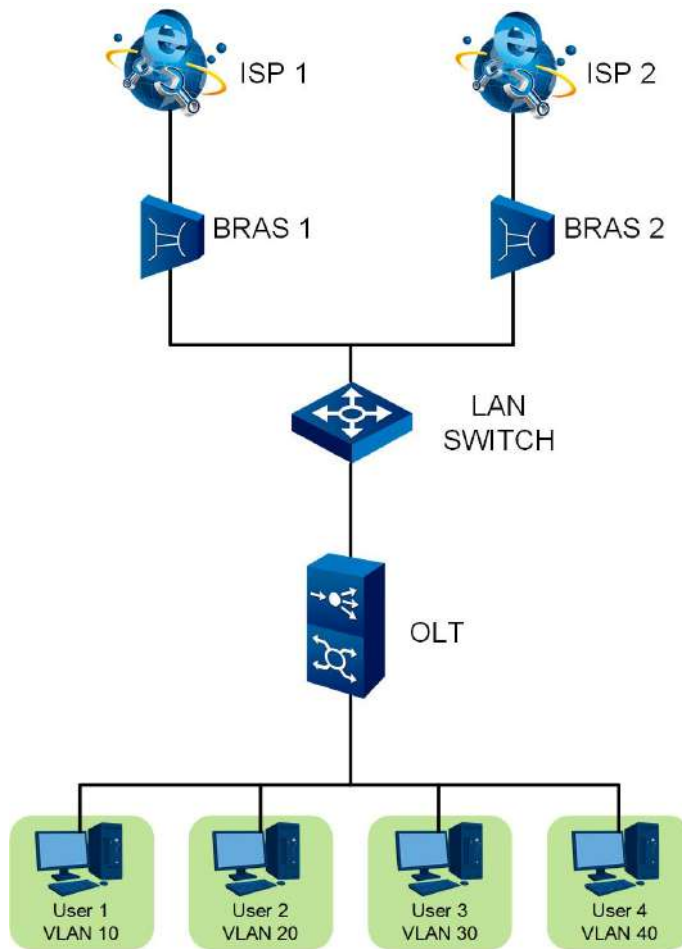 ISP 1
ISP 2
BRAS 1
BRAS 2
LAN
SWITCH
OLT
User 1
VLAN 10
User 2
VLAN 20
User 3
VLAN 30
User 4
VLAN 40